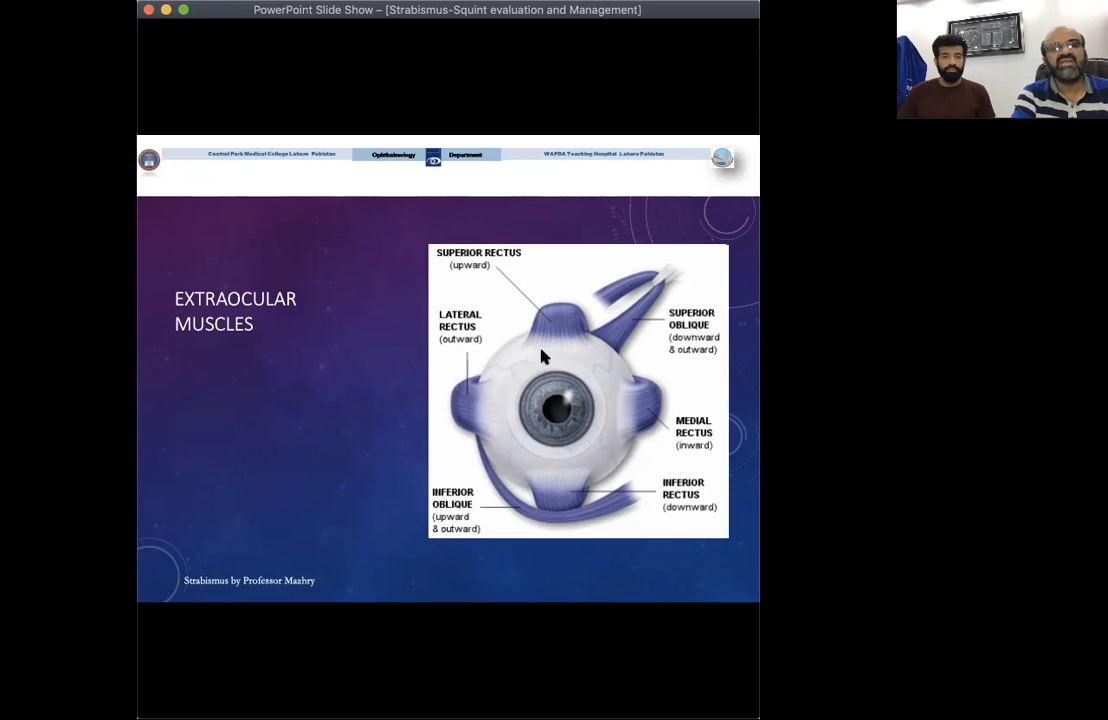 PowerPoint Slide Show – [Strabismus-Squint evaluation and Management]
Central Park Medical College Lahore Pakistan
Ophthalmology
Department
WAPDA Teaching Hospital Lahore Pakistan
EXTRAOCULAR
MUSCLES
SUPERIOR RECTUS
(upward)
LATERAL
RECTUS
(outward)
SUPERIOR
OBLIQUE
(downward
& outward)
MEDIAL
RECTUS
(inward)
INFERIOR
RECTUS
(downward)
INFERIOR
OBLIQUE
(upward
& outward)
Strabismus by Professor Mazhry